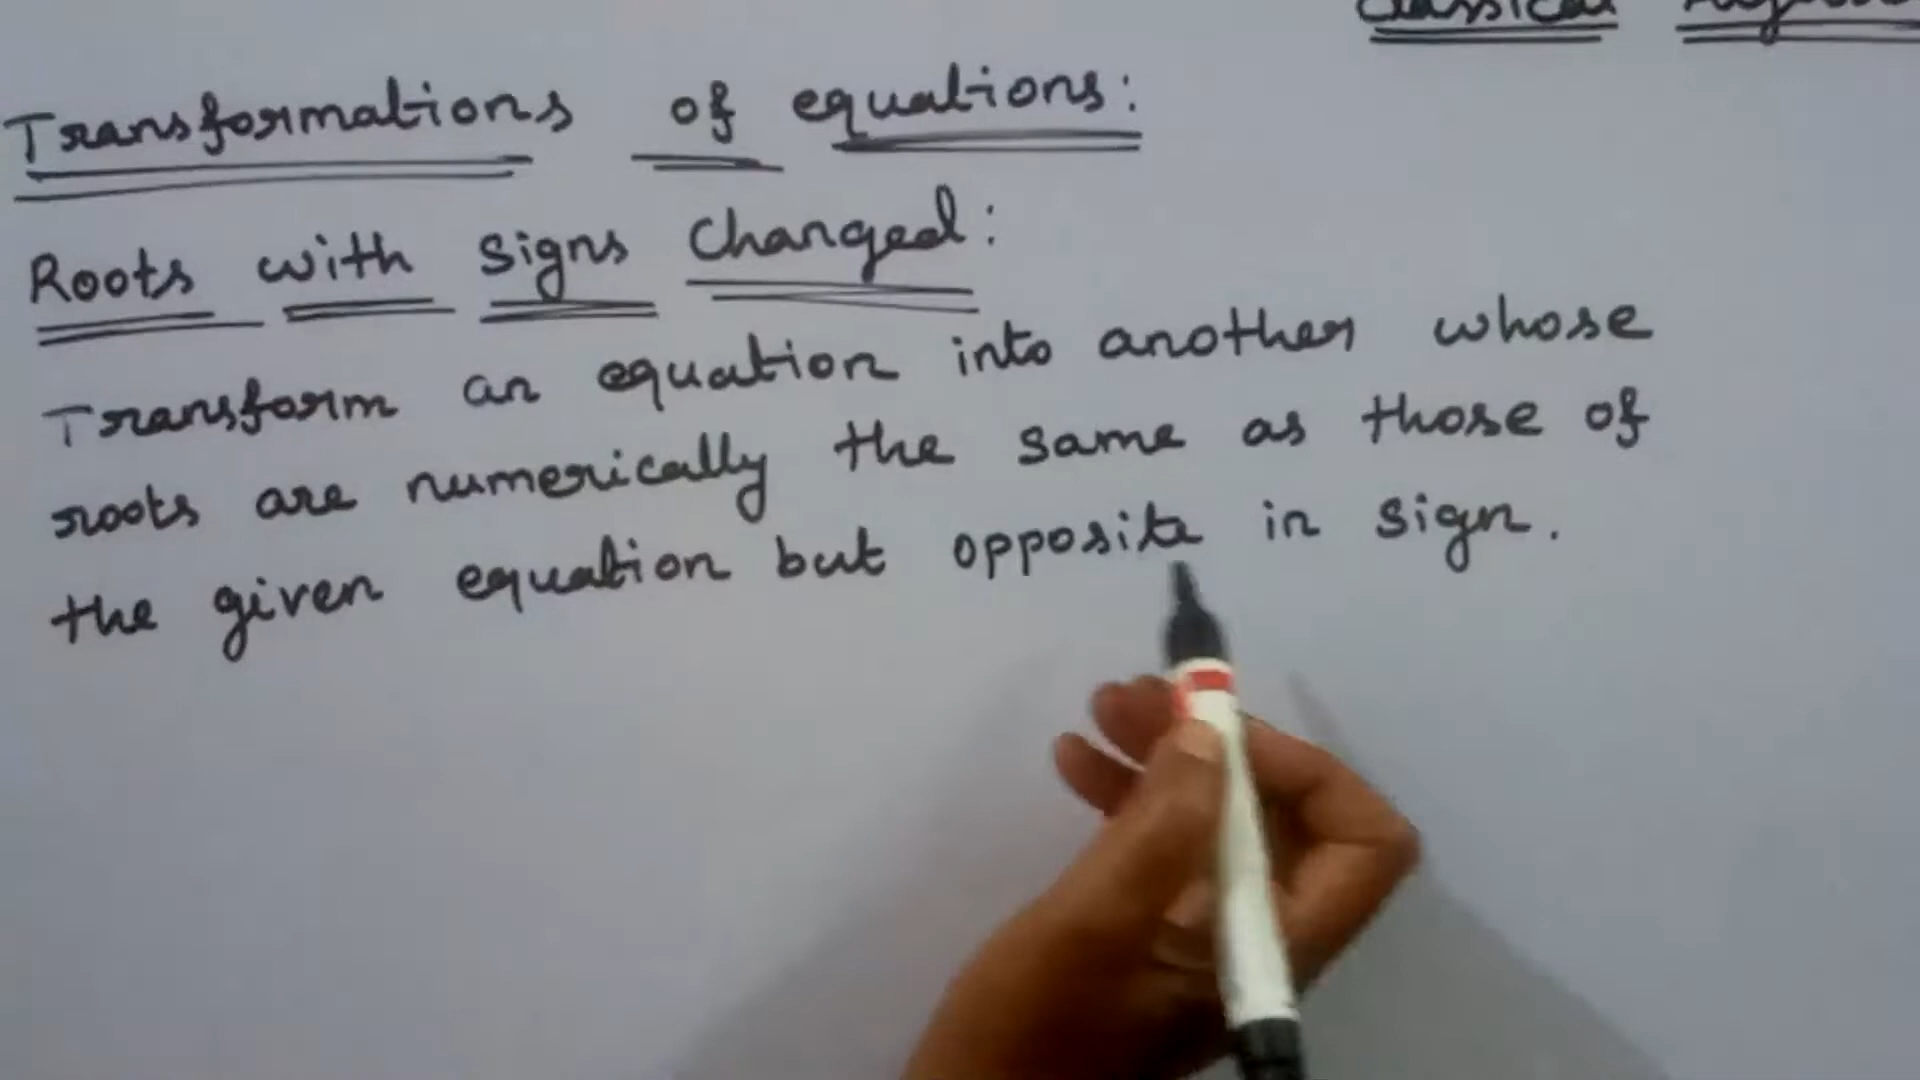 Classical
Transformations of equations:
Roots with signs changed:
Transform an equation into another whose
roots are numerically the same as those of
the given equation but opposite in sign.